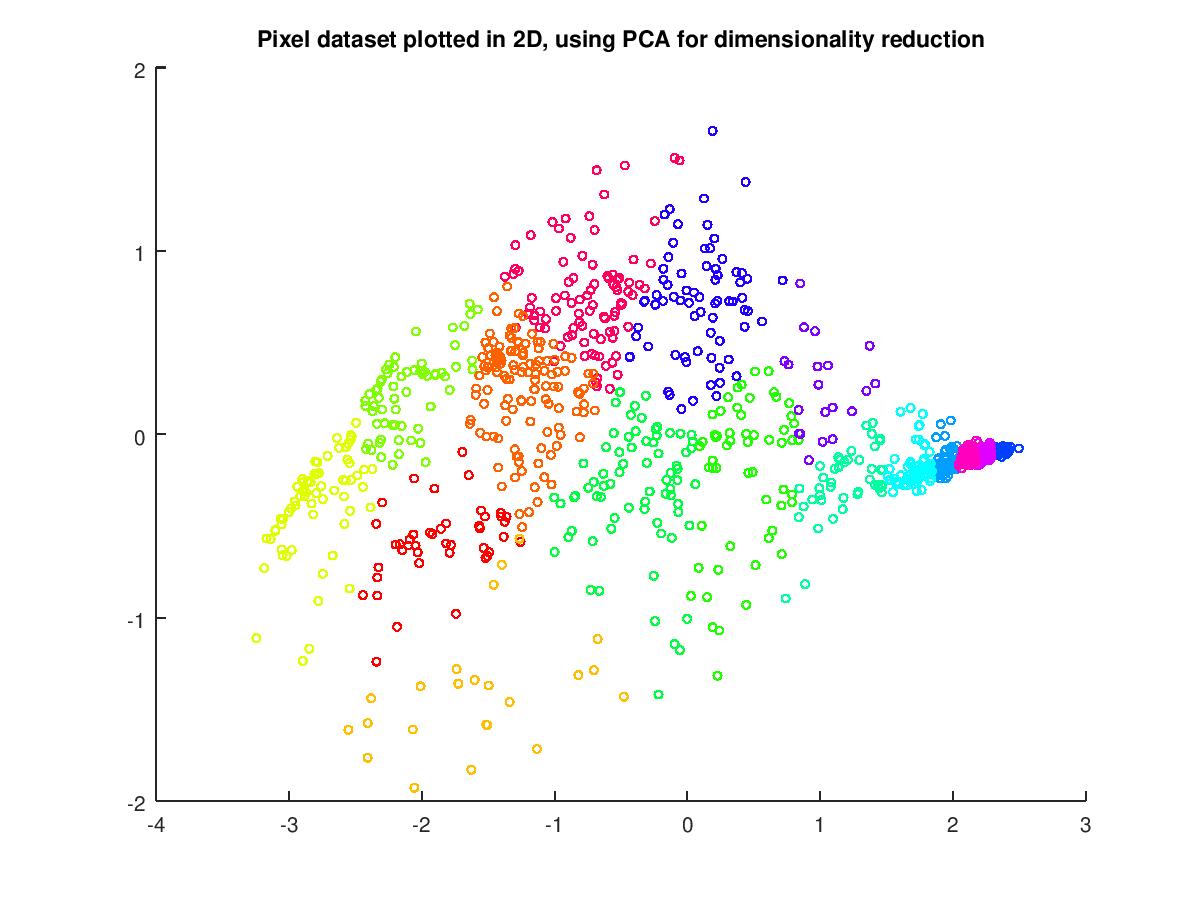 Pixel dataset plotted in 2D, using PCA for dimensionality reduction
2
1
0
-1
-2
-4 -3 -2 -1 0 1 2 3